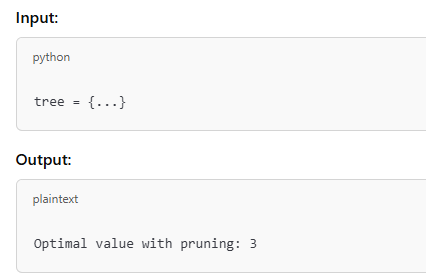 Input:
python
tree = {...}
Output:
plaintext
Optimal value with pruning: 3